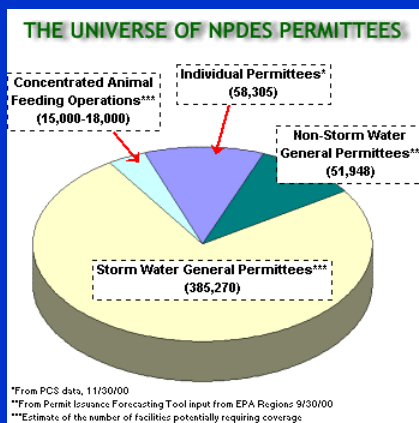 THE UNIVERSE OF NPDES PERMITTEES
Concentrated Animal
Feeding Operations***
(15,000-18,000)
Individual Permittees*
(58,305)
Non-Storm Water
General Permittees**
(51,948)
Storm Water General Permittees***
(385,270)
*From PCS data, 11/30/00
**From Permit Issuance Forecasting Tool input from EPA Regions 9/30/00
***Estimate of the number of facilities potentially requiring coverage